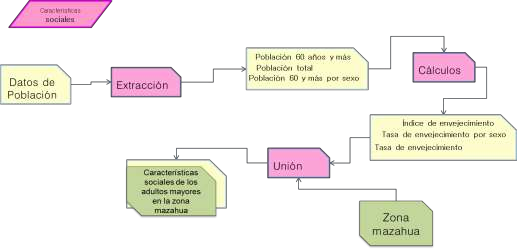 Características
sociales
Datos de
Población
Extracción
Población 60 años y más
Población total
Población 60 y más por sexo
Cálculos
Índice de envejecimiento
Tasa de envejecimiento por sexo
Tasa de envejecimiento
Unión
Características
sociales de los
adultos mayores
en la zona
mazahua
Zona
mazahua